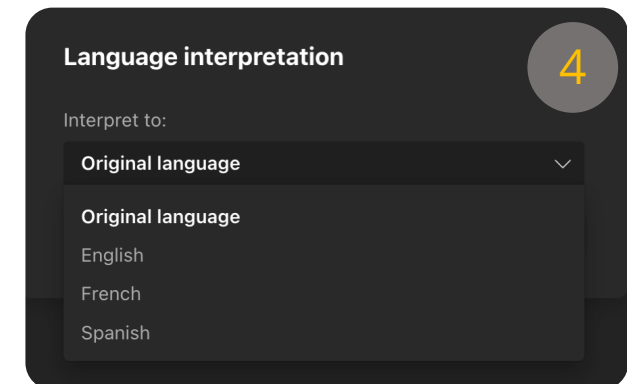 Language interpretation
4
Interpret to:
Original language
Original language
English
French
Spanish